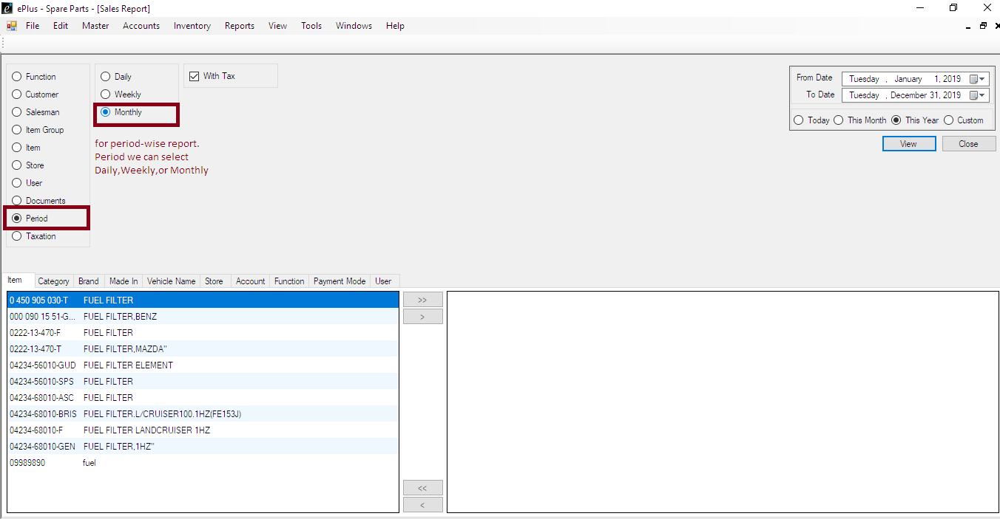 ePlus - Spare Parts - [Sales Report]
File Edit Master Accounts Inventory Reports View Tools Windows Help
Function
Customer
Salesman
Item Group
Item
Store
User
Documents
Period
Taxation
Daily
Weekly
Monthly
With Tax
for period-wise report.
Period we can select
Daily,Weekly,or Monthly
From Date Tuesday , January 1, 2019
To Date Tuesday , December 31, 2019
Today This Month This Year Custom
View Close
Item Category Brand Made In Vehicle Name Store Account Function Payment Mode User
0 450 905 030-T FUEL FILTER
000 090 15 51-G... FUEL FILTER,BENZ
0222-13-470-F FUEL FILTER
0222-13-470-T FUEL FILTER,MAZDA"
04234-56010-GUD FUEL FILTER ELEMENT
04234-56010-SPS FUEL FILTER
04234-68010-ASC FUEL FILTER
04234-68010-BRIS FUEL FILTER.L/CRUISER100.1HZ(FE153J)
04234-68010-F FUEL FILTER LANDCRUISER 1HZ
04234-68010-GEN FUEL FILTER,1HZ"
09989890 fuel
>>
>
<<
<